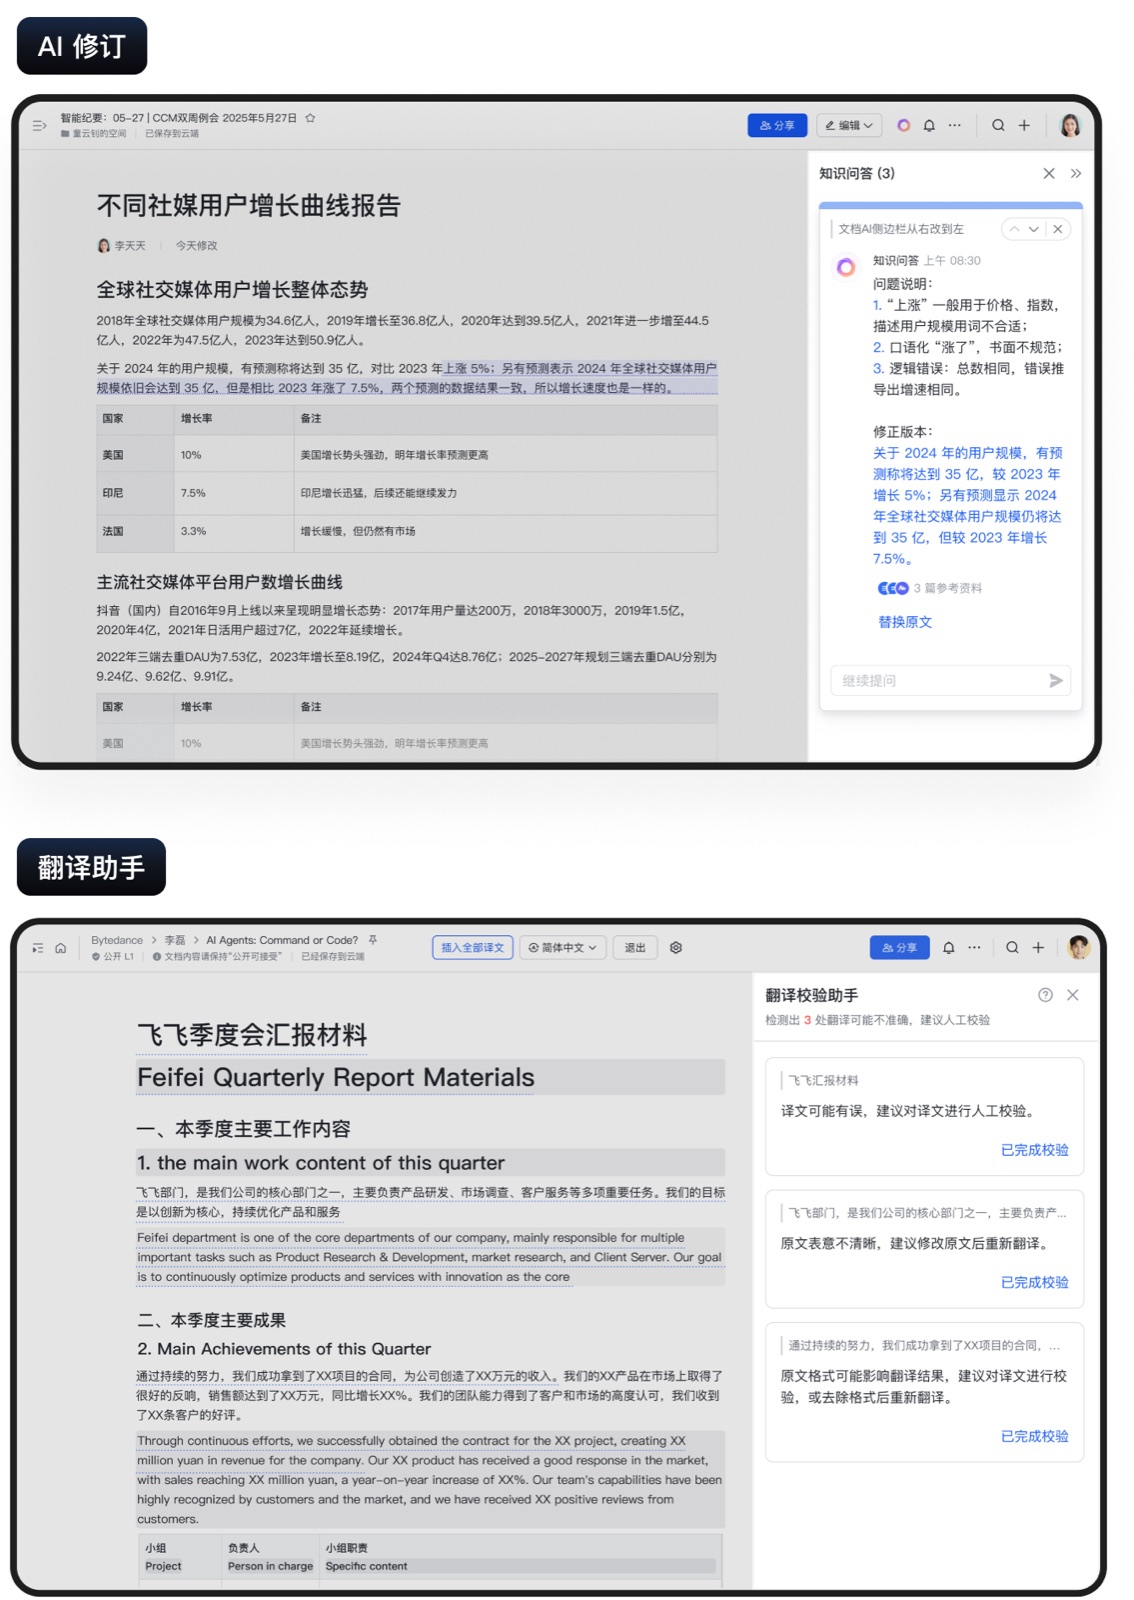 AI 修订
智能纪要：05-27 | CCM双周例会 2025年5月27日
童云钊的空间 已保存到云端
分享
编辑
不同社媒用户增长曲线报告
李天天 今天修改
全球社交媒体用户增长整体态势
2018年全球社交媒体用户规模为34.6亿人，2019年增长至36.8亿人，2020年达到39.5亿人，2021年进一步增至44.5
亿人，2022年为47.5亿人，2023年达到50.9亿人。
关于 2024 年的用户规模，有预测称将达到 35 亿，对比 2023 年上涨 5%；另有预测表示 2024 年全球社交媒体用户
规模依旧会达到 35 亿，但是相比 2023 年涨了 7.5%，两个预测的数据结果一致，所以增长速度也是一样的。
国家 增长率 备注
美国 10% 美国增长势头强劲，明年增长率预测更高
印尼 7.5% 印尼增长迅猛，后续还能继续发力
法国 3.3% 增长缓慢，但仍然有市场
主流社交媒体平台用户数增长曲线
抖音（国内）自2016年9月上线以来呈现明显增长态势：2017年用户量达200万，2018年3000万，2019年1.5亿，
2020年4亿，2021年日活用户超过7亿，2022年延续增长。
2022年三端去重DAU为7.53亿，2023年增长至8.19亿，2024年Q4达8.76亿；2025-2027年规划三端去重DAU分别为
9.24亿、9.62亿、9.91亿。
国家 增长率 备注
美国 10% 美国增长势头强劲，明年增长率预测更高
知识问答 (3)
文档AI侧边栏从右改到左
知识问答 上午 08:30
问题说明：
1. “上涨”一般用于价格、指数，
描述用户规模用词不合适；
2. 口语化 “涨了”，书面不规范；
3. 逻辑错误：总数相同，错误推
导出增速相同。
修正版本：
关于 2024 年的用户规模，有预
测称将达到 35 亿，较 2023 年
增长 5%；另有预测显示 2024
年全球社交媒体用户规模仍将达
到 35 亿，但较 2023 年增长
7.5%。
3 篇参考资料
替换原文
继续提问
翻译助手
Bytedance > 李磊 > AI Agents: Command or Code?
公开 L1 文档内容请保持“公开可接受” 已经保存到云端
插入全部译文
简体中文
退出
分享
飞飞季度会汇报材料
Feifei Quarterly Report Materials
一、本季度主要工作内容
1. the main work content of this quarter
飞飞部门，是我们公司的核心部门之一，主要负责产品研发、市场调查、客户服务等多项重要任务。我们的目标
是以创新为核心，持续优化产品和服务
Feifei department is one of the core departments of our company, mainly responsible for multiple
important tasks such as Product Research & Development, market research, and Client Server. Our goal
is to continuously optimize products and services with innovation as the core
二、本季度主要成果
2. Main Achievements of this Quarter
通过持续的努力，我们成功拿到了XX项目的合同，为公司创造了XX万元的收入。我们的XX产品在市场上取得了
很好的反响，销售额达到了XX万元，同比增长XX%。我们的团队能力得到了客户和市场的高度认可，我们收到
了XX条客户的好评。
Through continuous efforts, we successfully obtained the contract for the XX project, creating XX
million yuan in revenue for the company. Our XX product has received a good response in the market,
with sales reaching XX million yuan, a year-on-year increase of XX%. Our team's capabilities have been
highly recognized by customers and the market, and we have received XX positive reviews from
customers.
小组 负责人 小组职责
Project Person in charge Specific content
翻译校验助手
检测出 3 处翻译可能不准确，建议人工校验
飞飞汇报材料
译文可能有误，建议对译文进行人工校验。
已完成校验
飞飞部门，是我们公司的核心部门之一，主要负责产...
原文表意不清晰，建议修改原文后重新翻译。
已完成校验
通过持续的努力，我们成功拿到了XX项目的合同，...
原文格式可能影响翻译结果，建议对译文进行校
验，或去除格式后重新翻译。
已完成校验